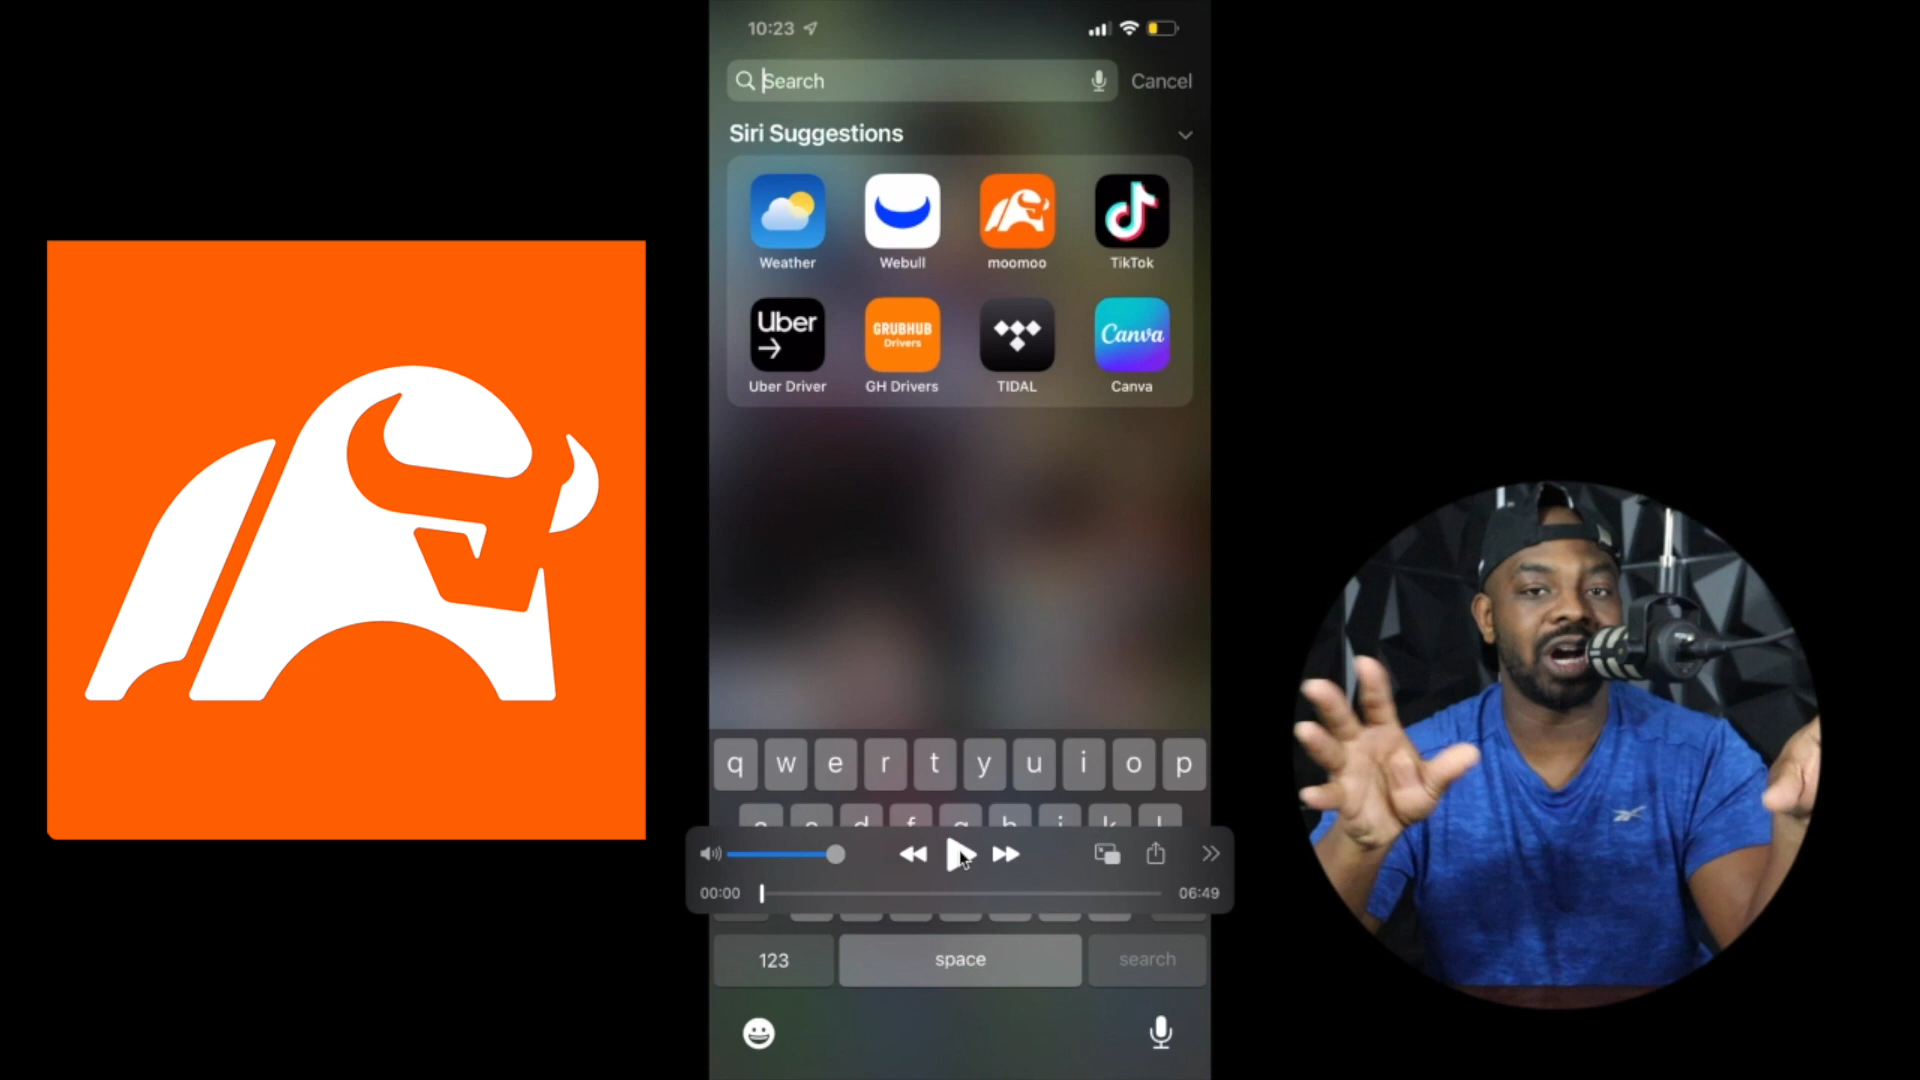 10:23
Search
Cancel
Siri Suggestions
Weather
Webull
moomoo
TikTok
Uber
GRUBHUB
Drivers
Canva
Uber Driver
GH Drivers
TIDAL
Canva
q w e r t y u i o p
00:00
06:49
123
space
search